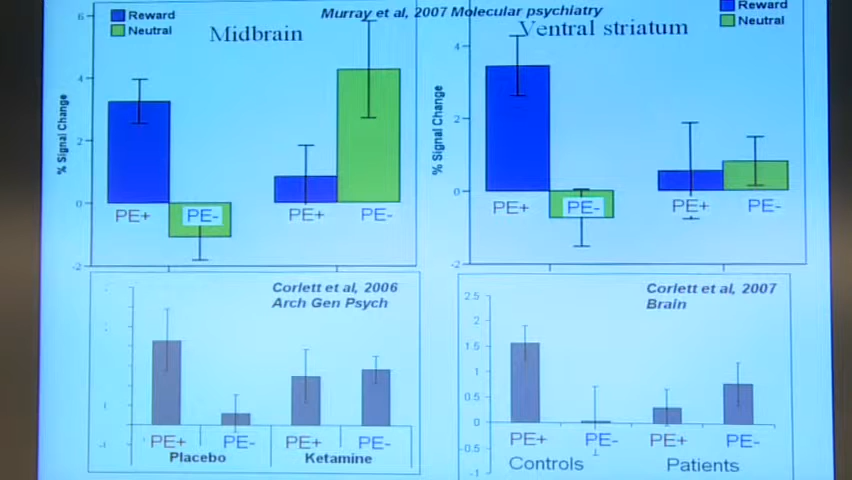 Murray et al, 2007 Molecular psychiatry
Reward
Neutral
Midbrain
% Signal Change
6
4
2
0
-2
PE+
PE-
PE+
PE-
Reward
Neutral
Ventral striatum
% Signal Change
4
2
0
-2
PE+
PE-
PE+
PE-
Corlett et al, 2006
Arch Gen Psych
PE+
PE-
PE+
PE-
Placebo
Ketamine
Corlett et al, 2007
Brain
2.5
2
1.5
1
0.5
0
-0.5
-1
PE+
PE-
PE+
PE-
Controls
Patients